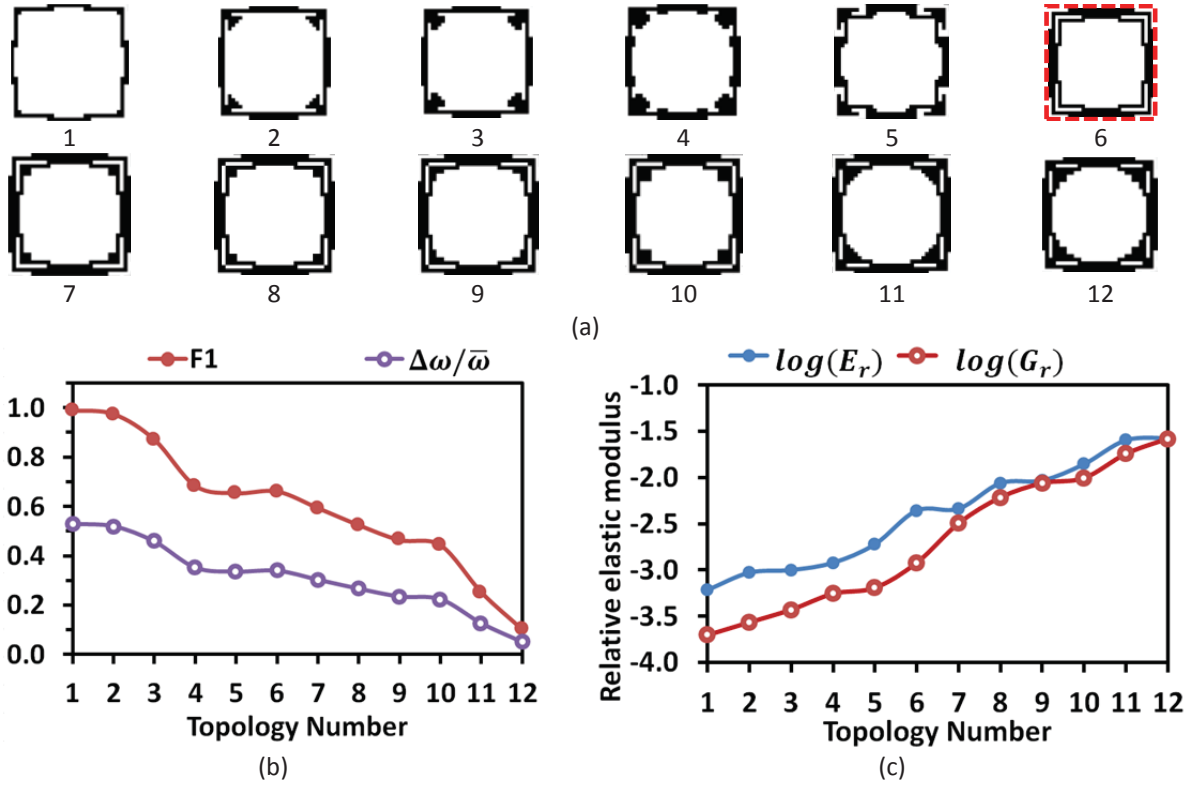 1 2 3 4 5 6
7 8 9 10 11 12
(a)
F1 Δω/ω̅
1.0
0.8
0.6
0.4
0.2
0.0
1 2 3 4 5 6 7 8 9 10 11 12
Topology Number
(b)
log(Eᵣ) log(Gᵣ)
Relative elastic modulus
-1.0
-1.5
-2.0
-2.5
-3.0
-3.5
-4.0
1 2 3 4 5 6 7 8 9 10 11 12
Topology Number
(c)